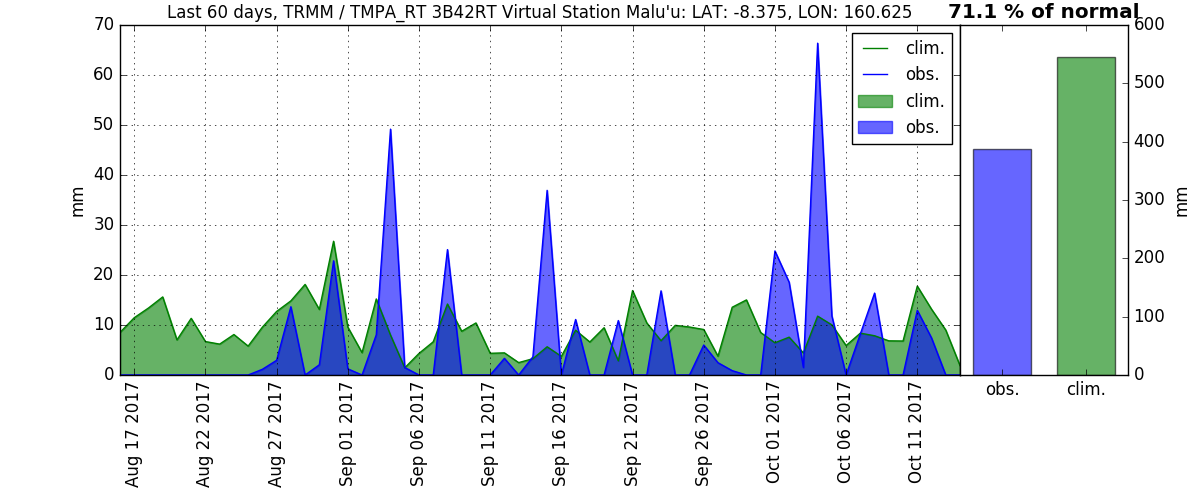 Last 60 days, TRMM / TMPA_RT 3B42RT Virtual Station Malu'u: LAT: -8.375, LON: 160.625
71.1 % of normal
70
60
50
40
30
20
10
0
mm
clim.
obs.
clim.
obs.
Aug 17 2017
Aug 22 2017
Aug 27 2017
Sep 01 2017
Sep 06 2017
Sep 11 2017
Sep 16 2017
Sep 21 2017
Sep 26 2017
Oct 01 2017
Oct 06 2017
Oct 11 2017
600
500
400
300
200
100
0
mm
obs.
clim.